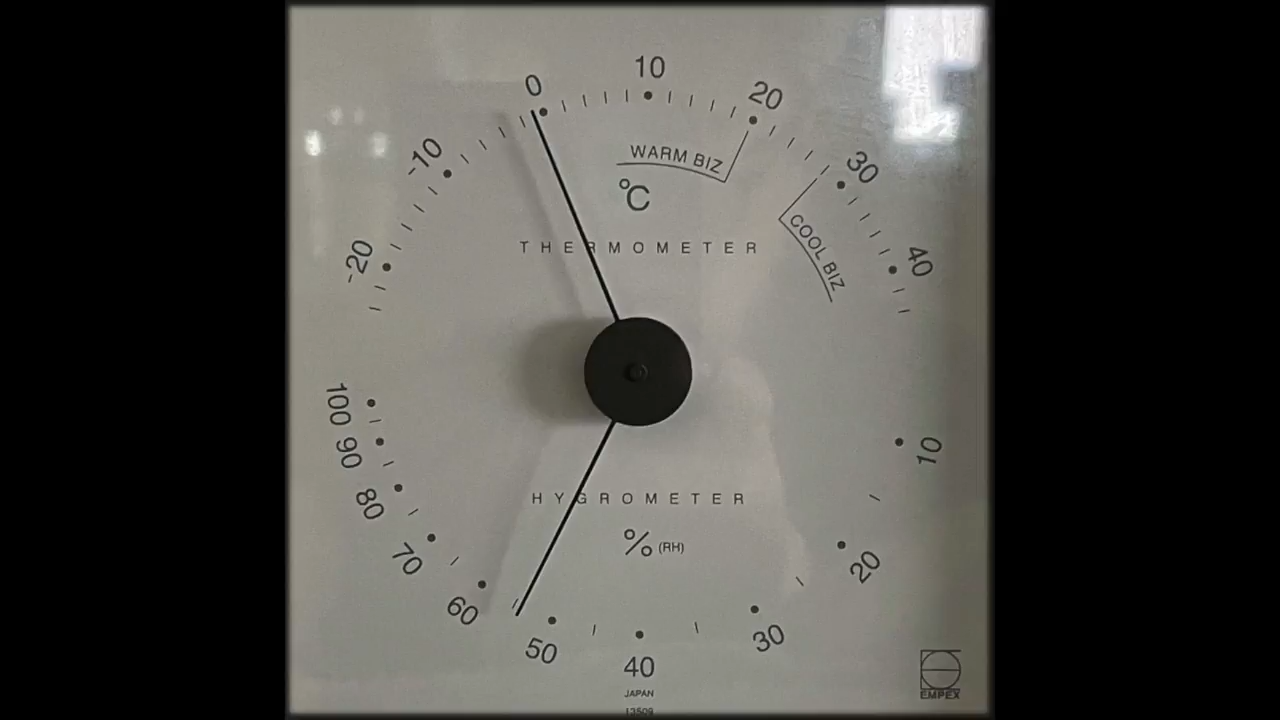 0 10 20 30 40
-10
-20
WARM BIZ
°C
COOL BIZ
THERMOMETER
100 90 80 70 60 50 40 30 20 10
HYGROMETER
% (RH)
JAPAN
13509
EMPEX